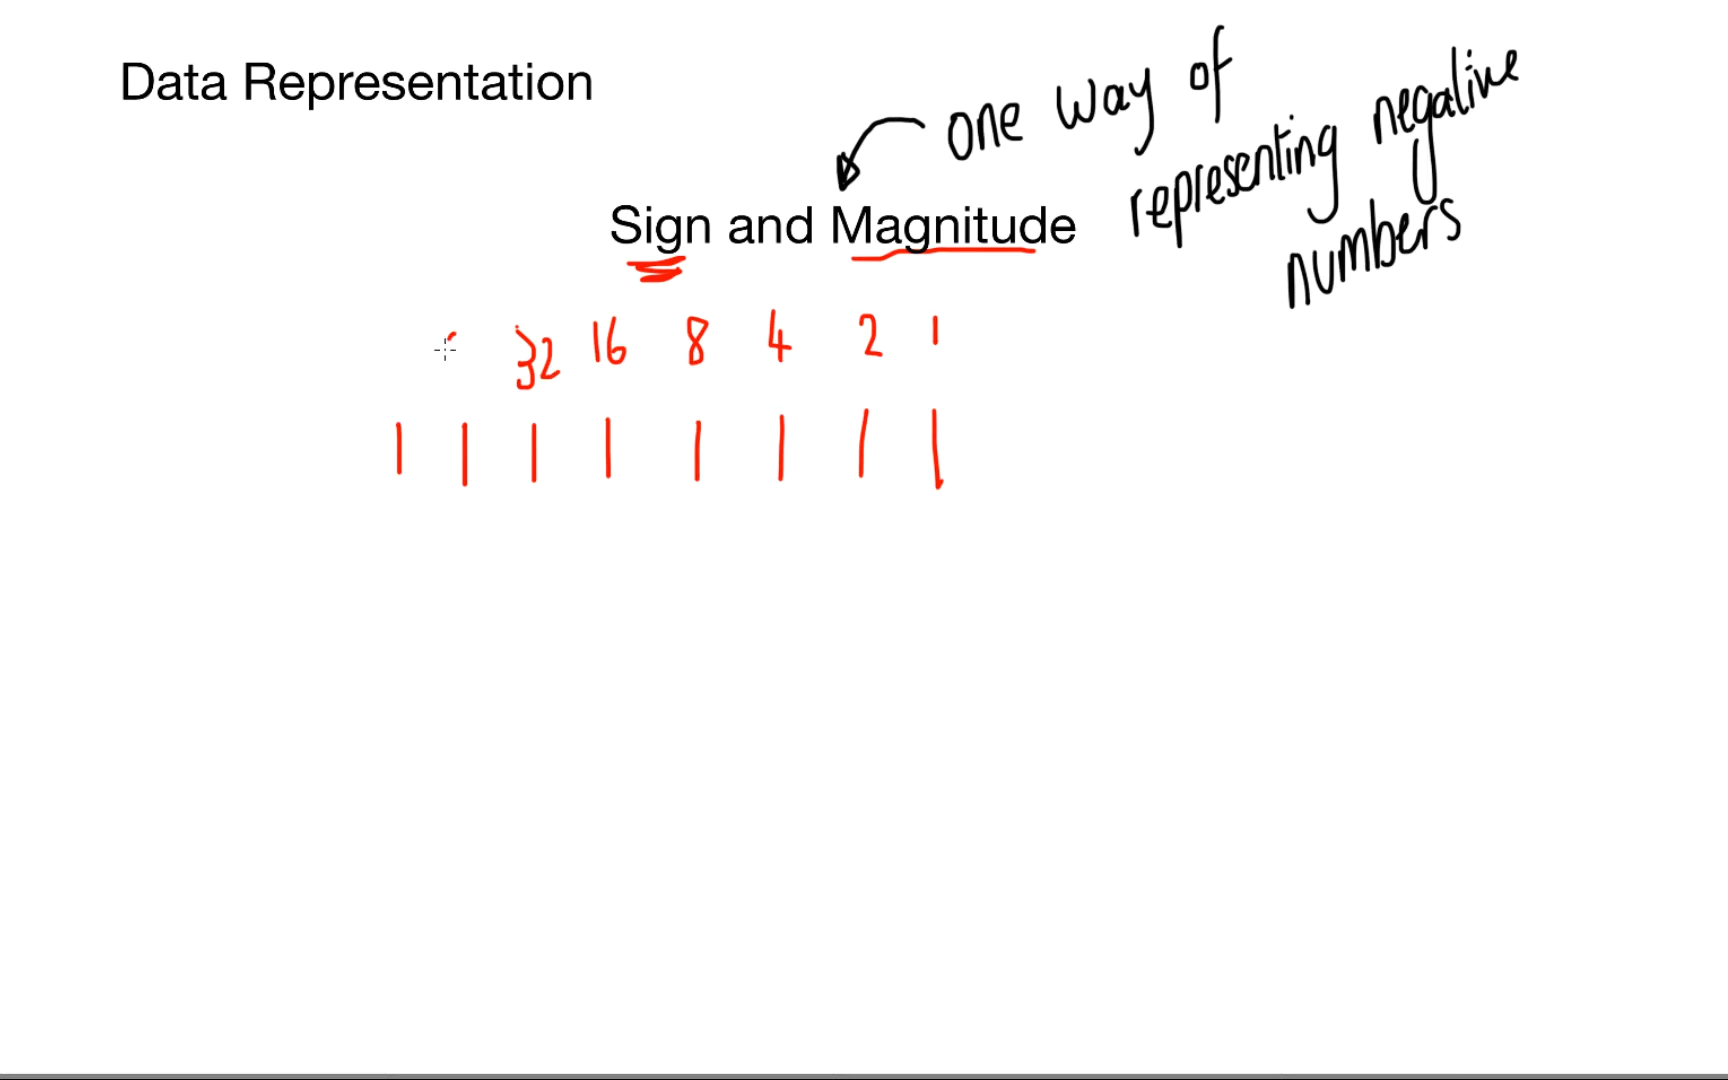 Data Representation
one way of
representing negative
numbers
Sign and Magnitude
32 16 8 4 2 1
1 1 1 1 1 1 1 1